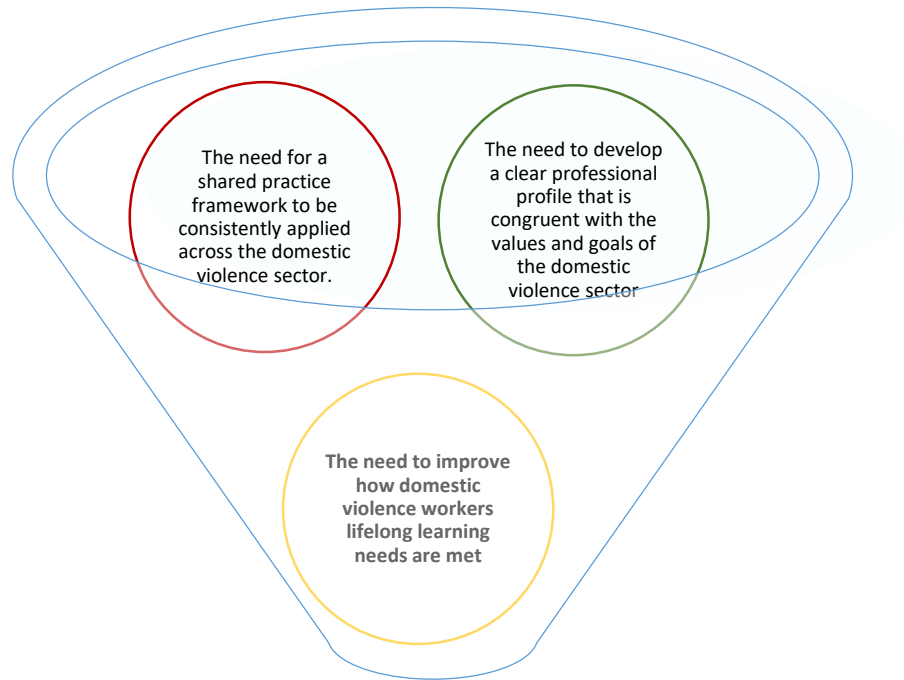 The need for a
shared practice
framework to be
consistently applied
across the domestic
violence sector.
The need to develop
a clear professional
profile that is
congruent with the
values and goals of
the domestic
violence sector
The need to improve
how domestic
violence workers
lifelong learning
needs are met